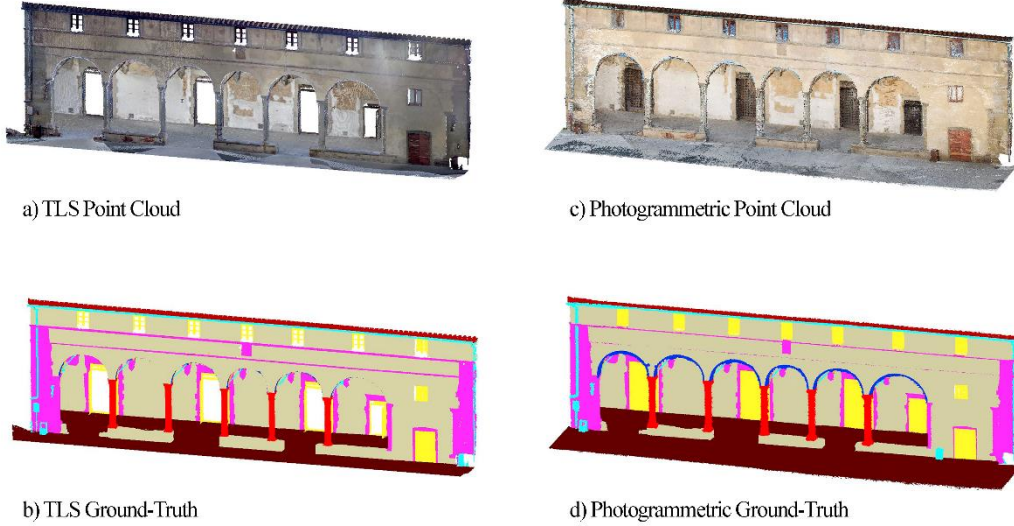 a) TLS Point Cloud
c) Photogrammetric Point Cloud
b) TLS Ground-Truth
d) Photogrammetric Ground-Truth